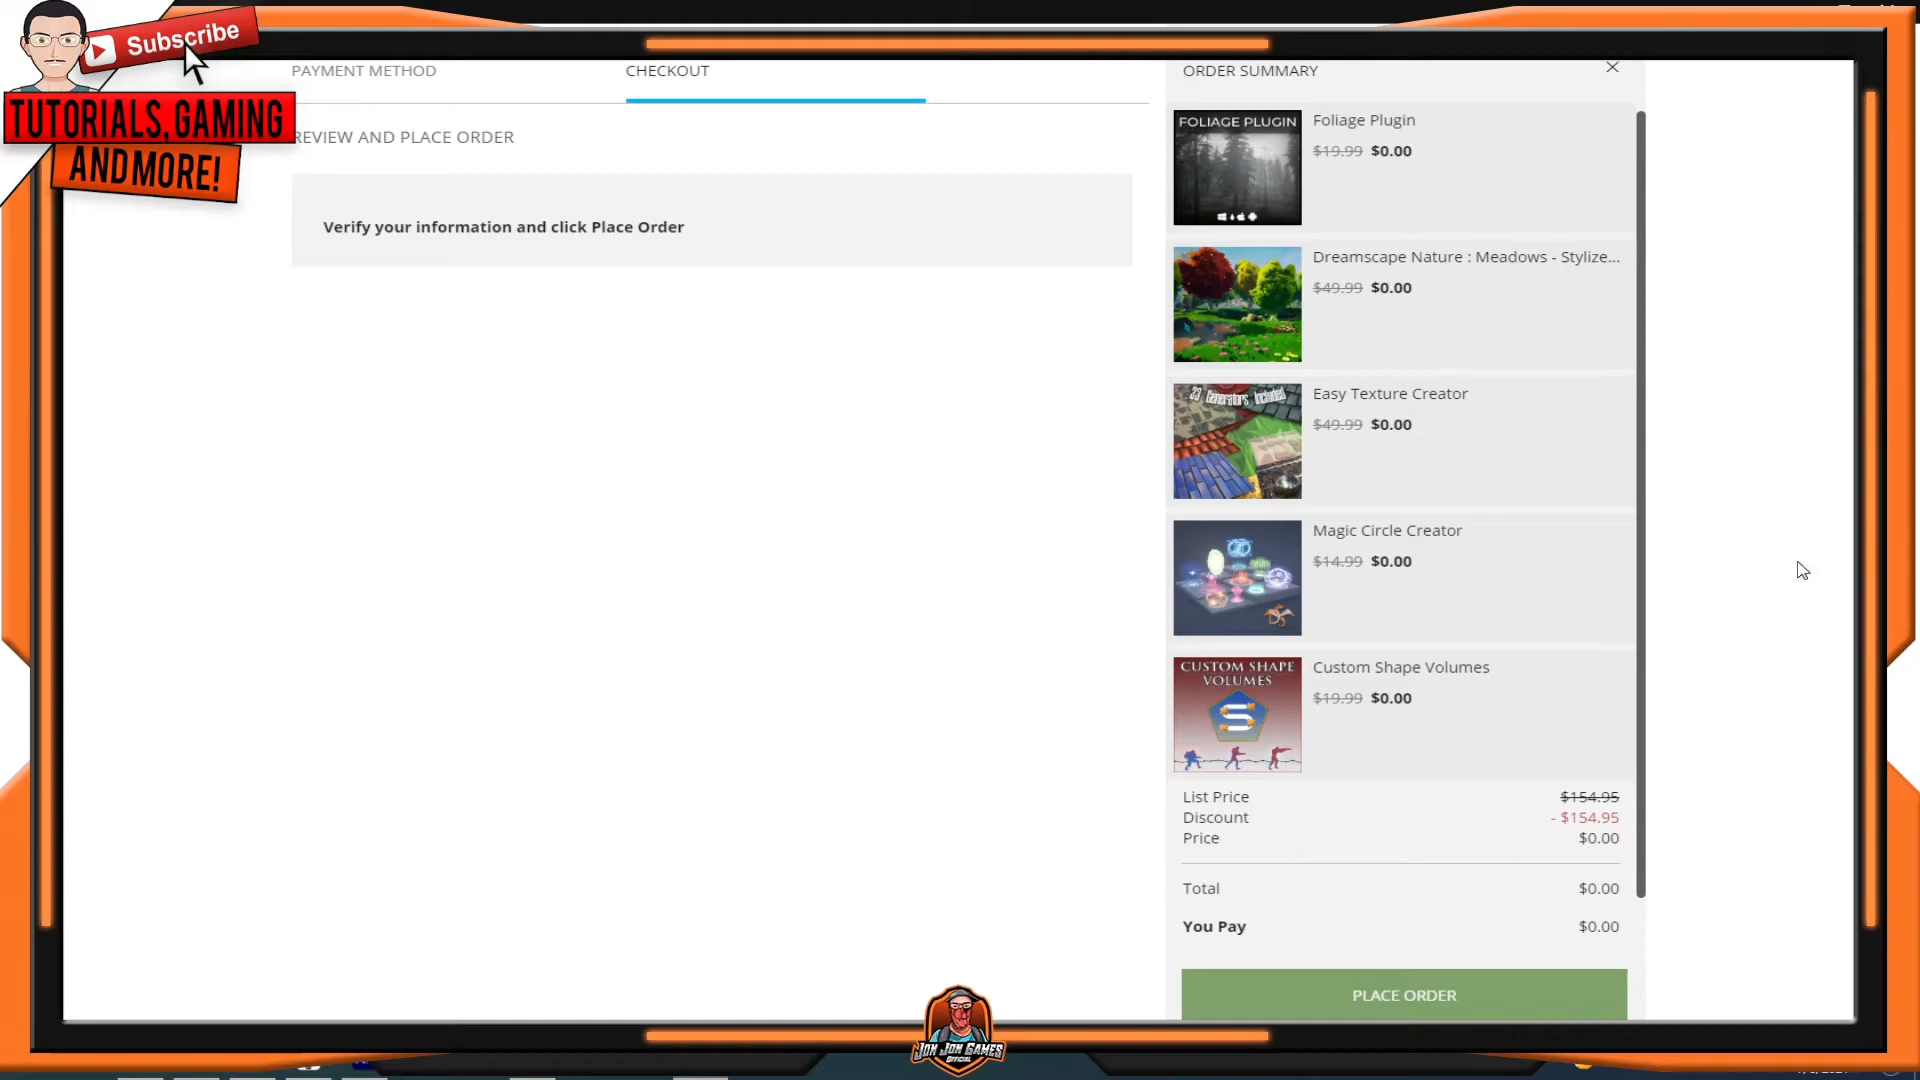 Subscribe
TUTORIALS, GAMING
AND MORE!
PAYMENT METHOD
CHECKOUT
REVIEW AND PLACE ORDER
Verify your information and click Place Order
ORDER SUMMARY
FOLIAGE PLUGIN
Foliage Plugin
$19.99 $0.00
Dreamscape Nature : Meadows - Stylize...
$49.99 $0.00
33 Generators Included
Easy Texture Creator
$49.99 $0.00
Magic Circle Creator
$14.99 $0.00
CUSTOM SHAPE
VOLUMES
Custom Shape Volumes
$19.99 $0.00
List Price $154.95
Discount - $154.95
Price $0.00
Total $0.00
You Pay $0.00
PLACE ORDER
JON JON GAMES
OFFICIAL